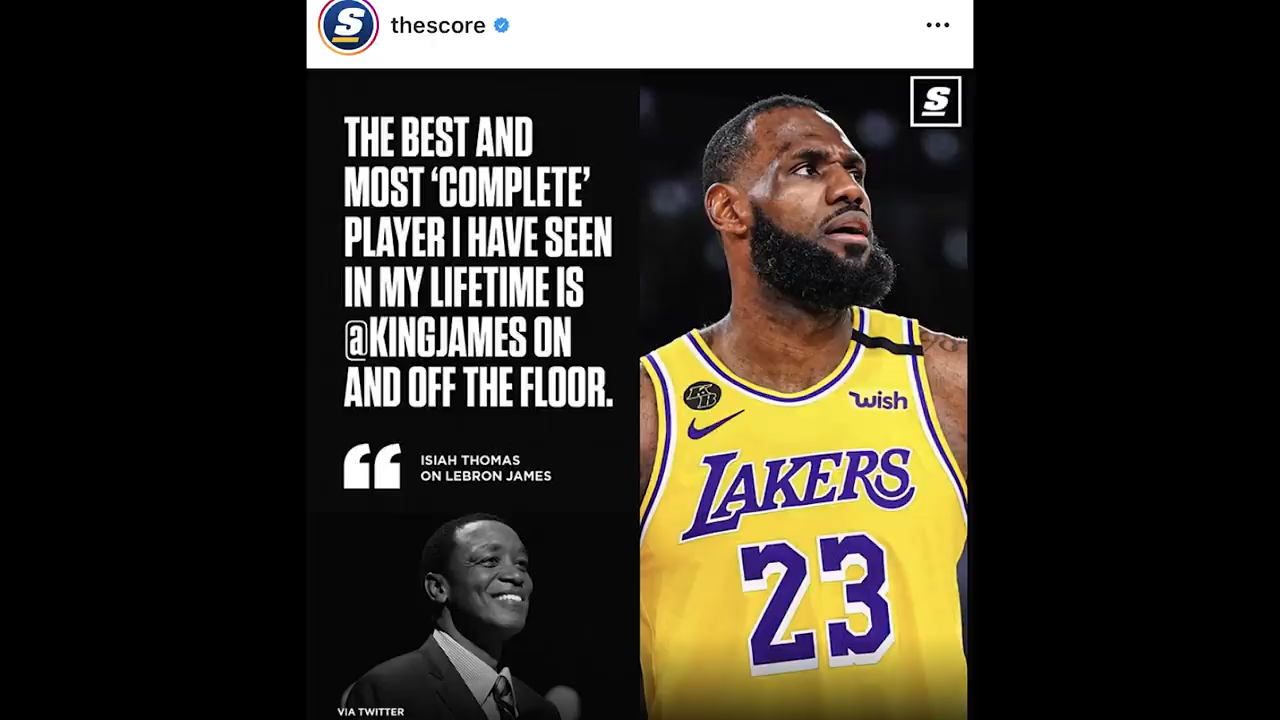 thescore
THE BEST AND
MOST ‘COMPLETE’
PLAYER I HAVE SEEN
IN MY LIFETIME IS
@KINGJAMES ON
AND OFF THE FLOOR.
ISIAH THOMAS
ON LEBRON JAMES
VIA TWITTER
S
S
KB
wish
LAKERS
23